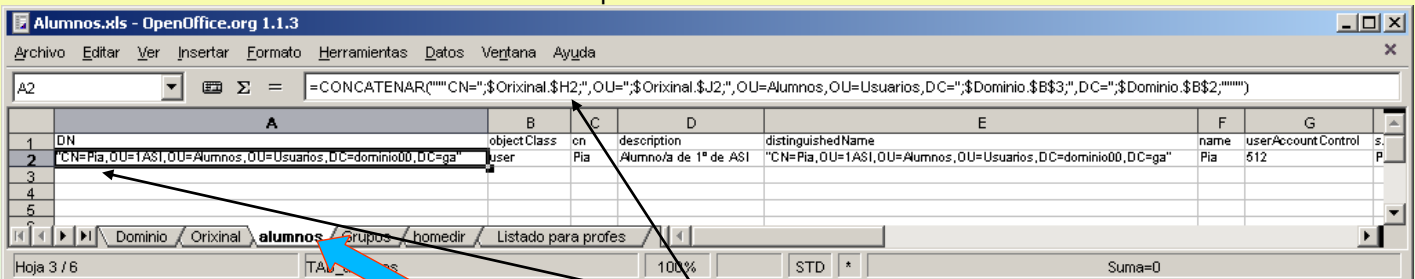 Alumnos.xls - OpenOffice.org 1.1.3
Archivo Editar Ver Insertar Formato Herramientas Datos Ventana Ayuda
A2 Σ = =CONCATENAR("""CN=";$Orixinal.$H2;",OU=";$Orixinal.$J2;",OU=Alumnos,OU=Usuarios,DC=";$Dominio.$B$3;",DC=";$Dominio.$B$2;"""")
A B C D E F G
1 DN objectClass cn description distinguishedName name userAccountControl s
2 "CN=Pia,OU=1ASI,OU=Alumnos,OU=Usuarios,DC=dominio00,DC=ga" user Pia Alumno/a de 1º de ASI "CN=Pia,OU=1ASI,OU=Alumnos,OU=Usuarios,DC=dominio00,DC=ga" Pia 512 P
3
4
5
Dominio Orixinal alumnos Grupos homedir Listado para profes
Hoja 3 / 6 100% STD * Suma=0